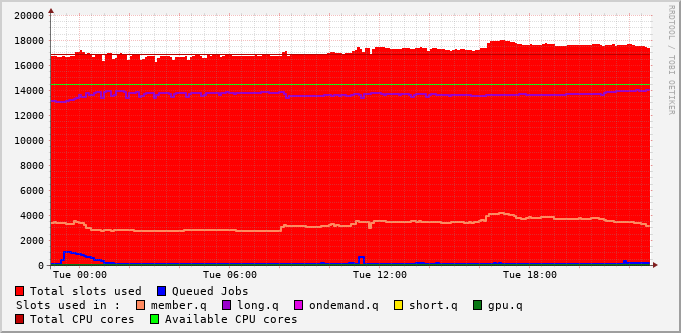 20000
18000
16000
14000
12000
10000
8000
6000
4000
2000
0
Tue 00:00 Tue 06:00 Tue 12:00 Tue 18:00
Total slots used Queued Jobs
Slots used in : member.q long.q ondemand.q short.q gpu.q
Total CPU cores Available CPU cores
RRDTOOL / TOBI OETIKER